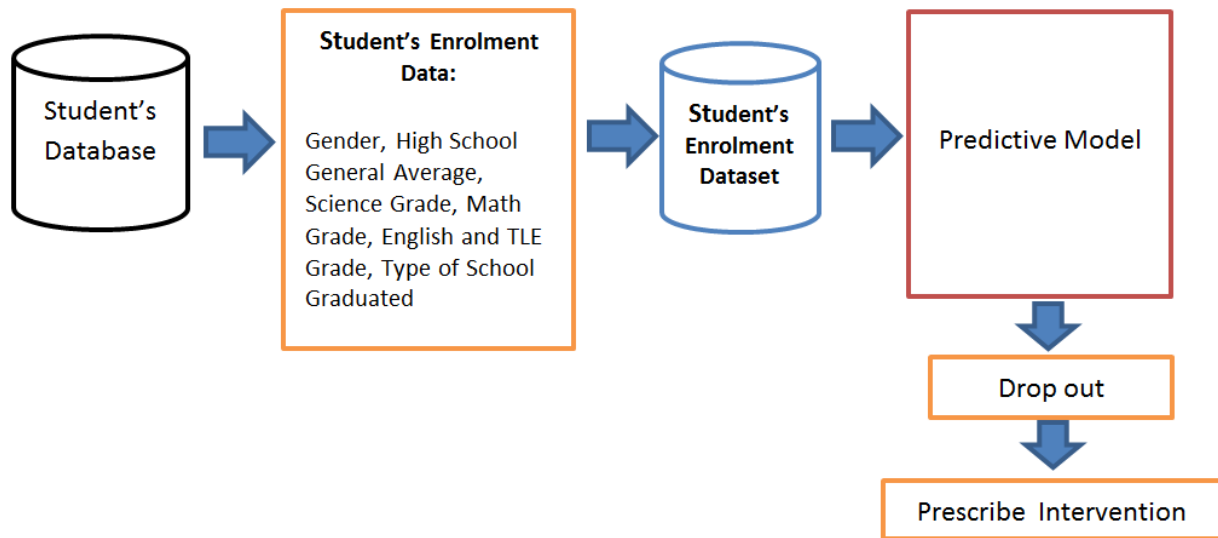 Student's
Database
Student's Enrolment
Data:
Gender, High School
General Average,
Science Grade, Math
Grade, English and TLE
Grade, Type of School
Graduated
Student's
Enrolment
Dataset
Predictive Model
Drop out
Prescribe Intervention